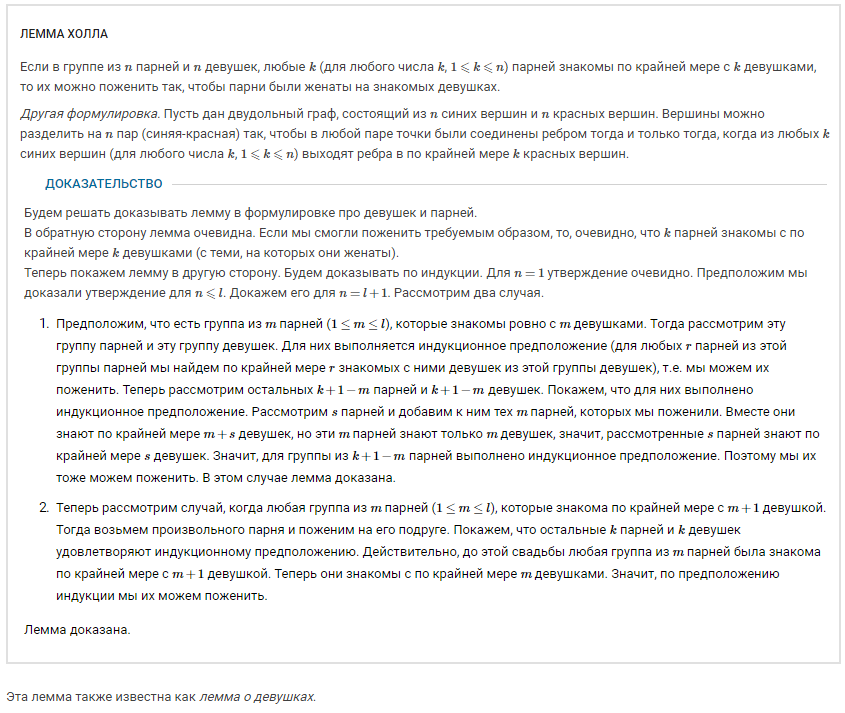 ЛЕММА ХОЛЛА
Если в группе из n парней и n девушек, любые k (для любого числа k, 1 ⩽ k ⩽ n) парней знакомы по крайней мере с k девушками,
то их можно поженить так, чтобы парни были женаты на знакомых девушках.
Другая формулировка. Пусть дан двудольный граф, состоящий из n синих вершин и n красных вершин. Вершины можно
разделить на n пар (синяя-красная) так, чтобы в любой паре точки были соединены ребром тогда и только тогда, когда из любых k
синих вершин (для любого числа k, 1 ⩽ k ⩽ n) выходят ребра в по крайней мере k красных вершин.
ДОКАЗАТЕЛЬСТВО
Будем решать доказывать лемму в формулировке про девушек и парней.
В обратную сторону лемма очевидна. Если мы смогли поженить требуемым образом, то, очевидно, что k парней знакомы с по
крайней мере k девушками (с теми, на которых они женаты).
Теперь покажем лемму в другую сторону. Будем доказывать по индукции. Для n = 1 утверждение очевидно. Предположим мы
доказали утверждение для n ⩽ l. Докажем его для n = l + 1. Рассмотрим два случая.
1. Предположим, что есть группа из m парней (1 ≤ m ≤ l), которые знакомы ровно с m девушками. Тогда рассмотрим эту
группу парней и эту группу девушек. Для них выполняется индукционное предположение (для любых r парней из этой
группы парней мы найдем по крайней мере r знакомых с ними девушек из этой группы девушек), т.е. мы можем их
поженить. Теперь рассмотрим остальных k + 1 − m парней и k + 1 − m девушек. Покажем, что для них выполнено
индукционное предположение. Рассмотрим s парней и добавим к ним тех m парней, которых мы поженили. Вместе они
знают по крайней мере m + s девушек, но эти m парней знают только m девушек, значит, рассмотренные s парней знают по
крайней мере s девушек. Значит, для группы из k + 1 − m парней выполнено индукционное предположение. Поэтому мы их
тоже можем поженить. В этом случае лемма доказана.
2. Теперь рассмотрим случай, когда любая группа из m парней (1 ≤ m ≤ l), которые знакома по крайней мере с m + 1 девушкой.
Тогда возьмем произвольного парня и поженим на его подруге. Покажем, что остальные k парней и k девушек
удовлетворяют индукционному предположению. Действительно, до этой свадьбы любая группа из m парней была знакома
по крайней мере с m + 1 девушкой. Теперь они знакомы с по крайней мере m девушками. Значит, по предположению
индукции мы их можем поженить.
Лемма доказана.
Эта лемма также известна как лемма о девушках.